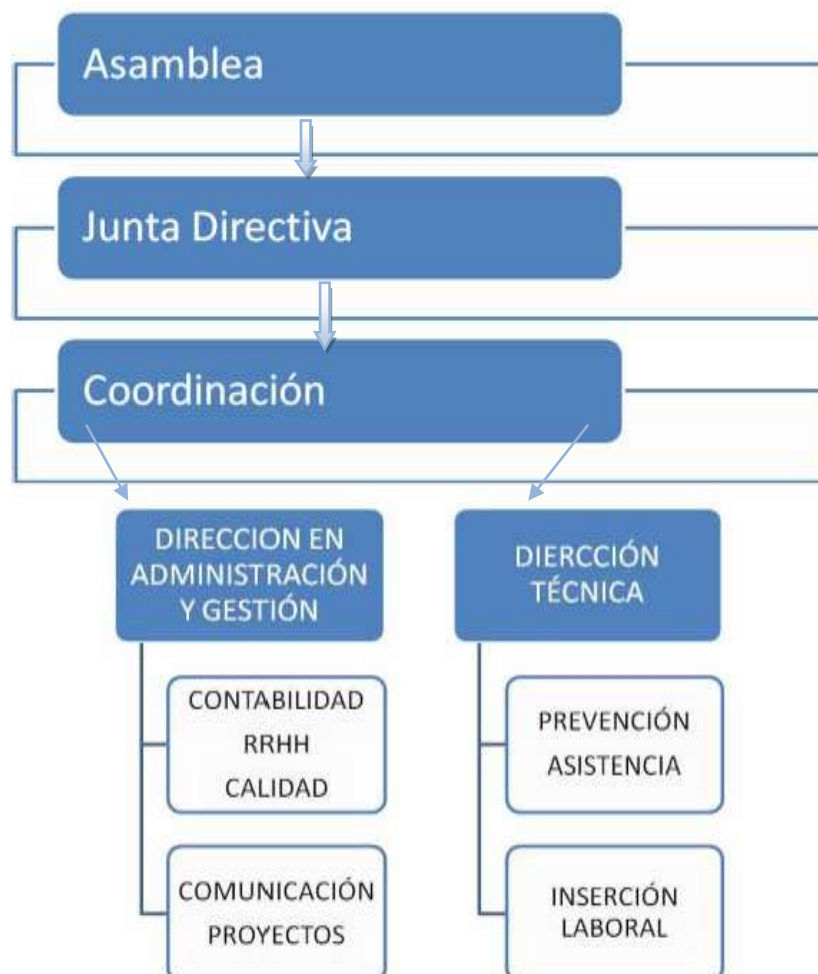 Asamblea
Junta Directiva
Coordinación
DIRECCION EN
ADMINISTRACIÓN
Y GESTIÓN
CONTABILIDAD
RRHH
CALIDAD
COMUNICACIÓN
PROYECTOS
DIERCCIÓN
TÉCNICA
PREVENCIÓN
ASISTENCIA
INSERCIÓN
LABORAL